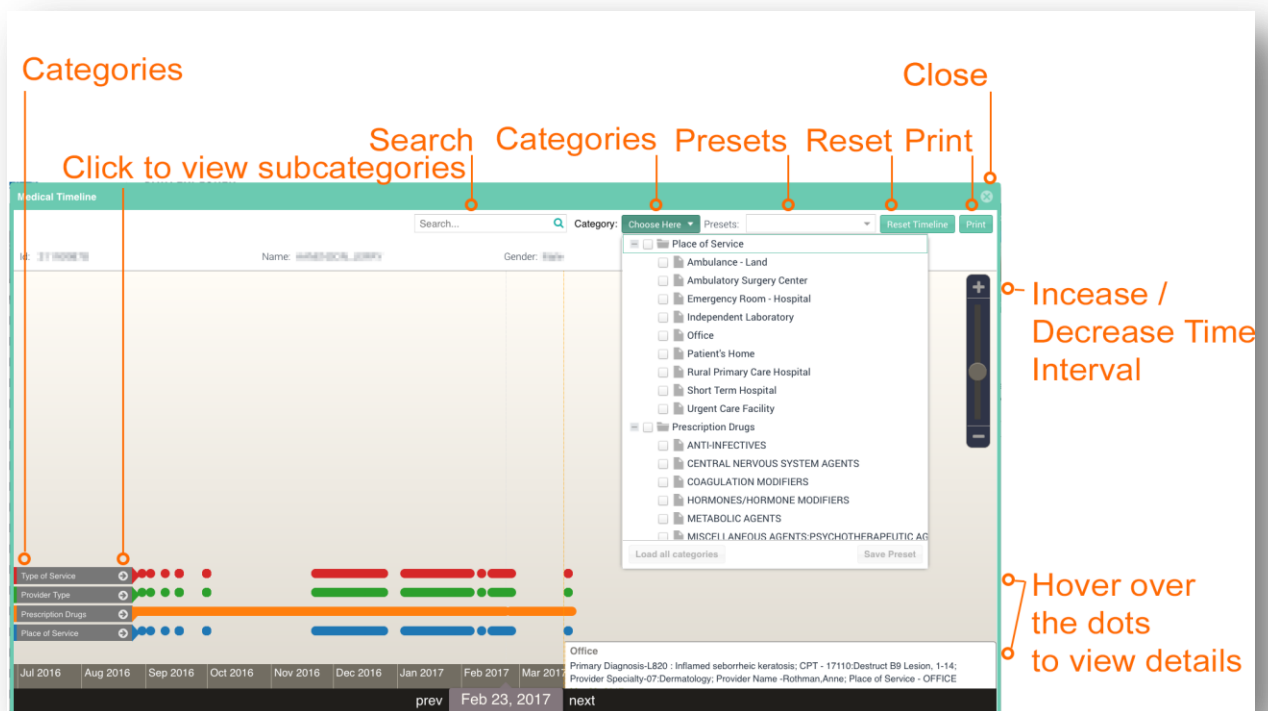 Categories
Close
Search Categories Presets Reset Print
Click to view subcategories
Medical Timeline
Search... Category: Choose Here Presets: Reset Timeline Print
Id: Name: Gender:
Place of Service
Ambulance - Land
Ambulatory Surgery Center
Emergency Room - Hospital
Independent Laboratory
Office
Patient's Home
Rural Primary Care Hospital
Short Term Hospital
Urgent Care Facility
Prescription Drugs
ANTI-INFECTIVES
CENTRAL NERVOUS SYSTEM AGENTS
COAGULATION MODIFIERS
HORMONES/HORMONE MODIFIERS
METABOLIC AGENTS
MISCELLANEOUS AGENTS;PSYCHOTHERAPEUTIC AG
Load all categories Save Preset
Incease /
Decrease Time
Interval
Type of Service
Provider Type
Prescription Drugs
Place of Service
Hover over
the dots
to view details
Office
Primary Diagnosis-L820 : Inflamed seborrheic keratosis; CPT - 17110:Destruct B9 Lesion, 1-14;
Provider Specialty-07:Dermatology; Provider Name -Rothman,Anne; Place of Service - OFFICE
Jul 2016 Aug 2016 Sep 2016 Oct 2016 Nov 2016 Dec 2016 Jan 2017 Feb 2017 Mar 2017
prev Feb 23, 2017 next